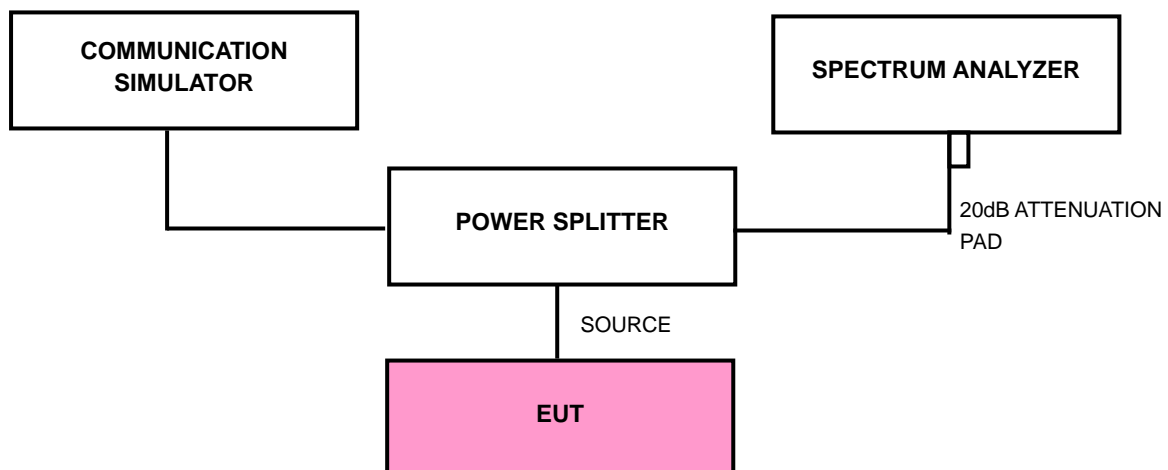 COMMUNICATION
SIMULATOR
SPECTRUM ANALYZER
POWER SPLITTER
20dB ATTENUATION
PAD
SOURCE
EUT